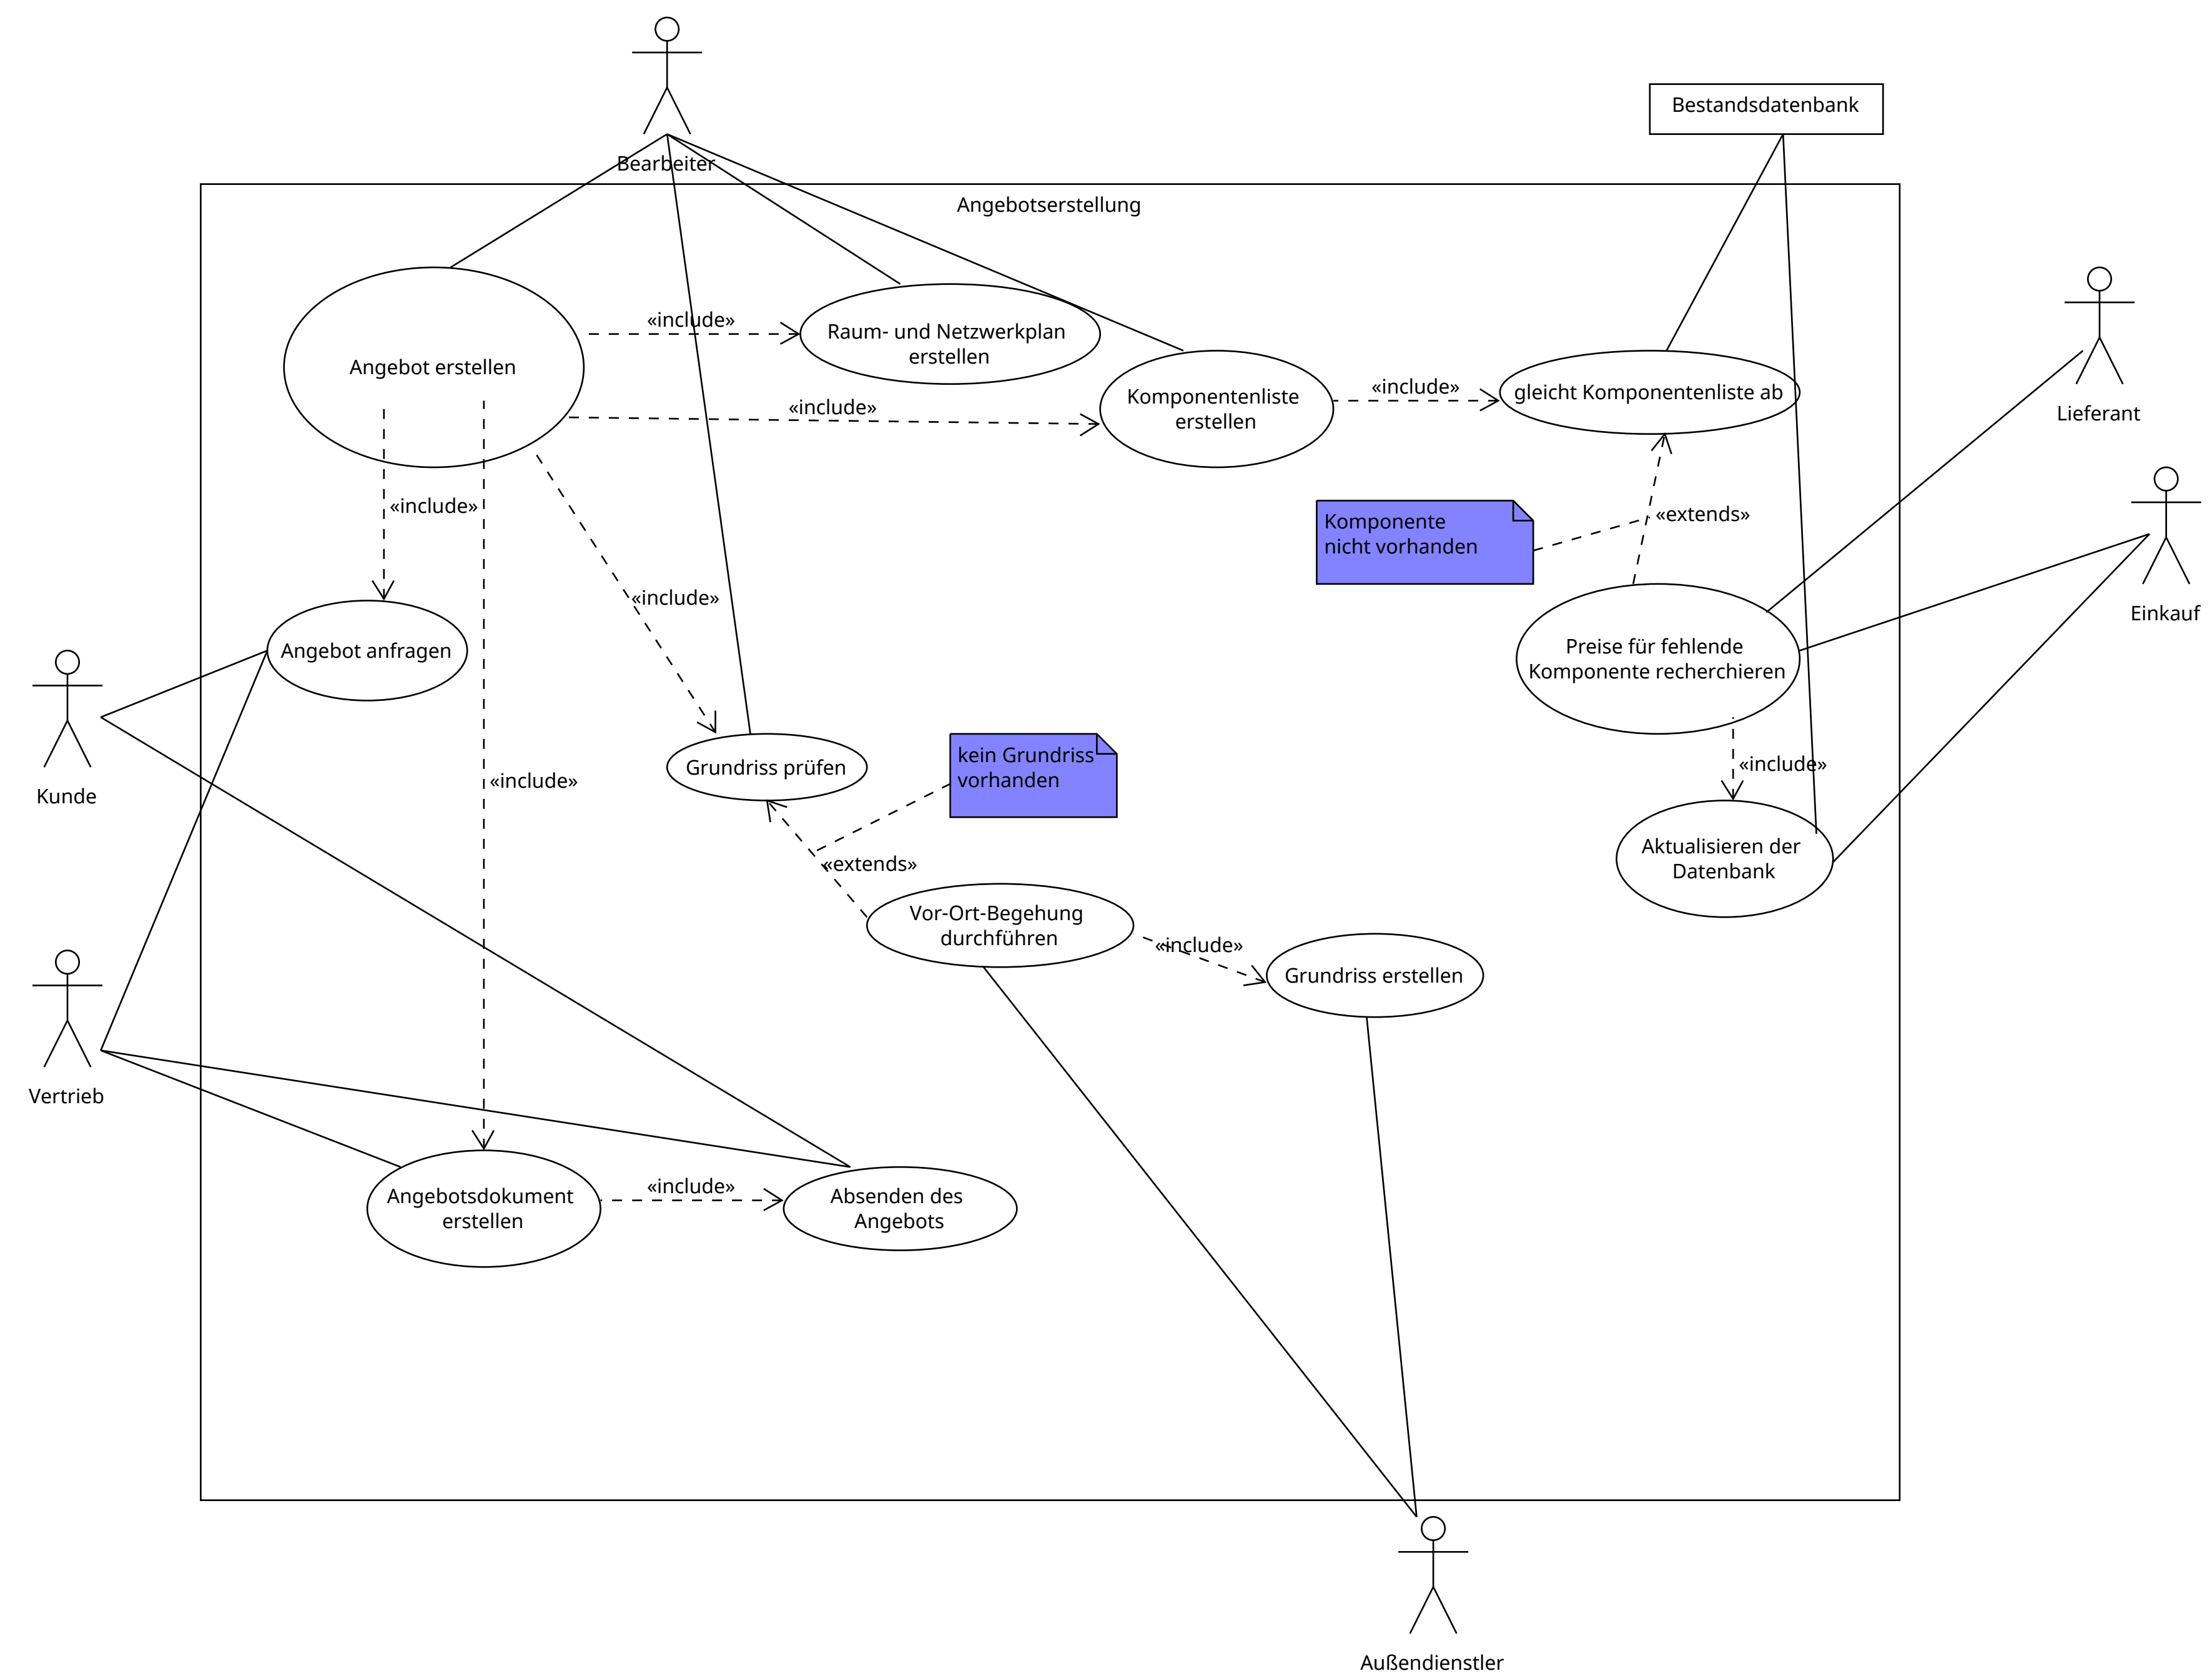 Bestandsdatenbank
Bearbeiter
Angebotserstellung
«include»
Raum- und Netzwerkplan
erstellen
Angebot erstellen
«include»
Komponentenliste
erstellen
«include»
gleicht Komponentenliste ab
Lieferant
«include»
Komponente
nicht vorhanden
«extends»
«include»
Einkauf
Angebot anfragen
Preise für fehlende
Komponente recherchieren
Kunde
«include»
Grundriss prüfen
kein Grundriss
vorhanden
«include»
«extends»
Aktualisieren der
Datenbank
Vor-Ort-Begehung
durchführen
«include»
Grundriss erstellen
Vertrieb
Angebotsdokument
erstellen
«include»
Absenden des
Angebots
Außendienstler